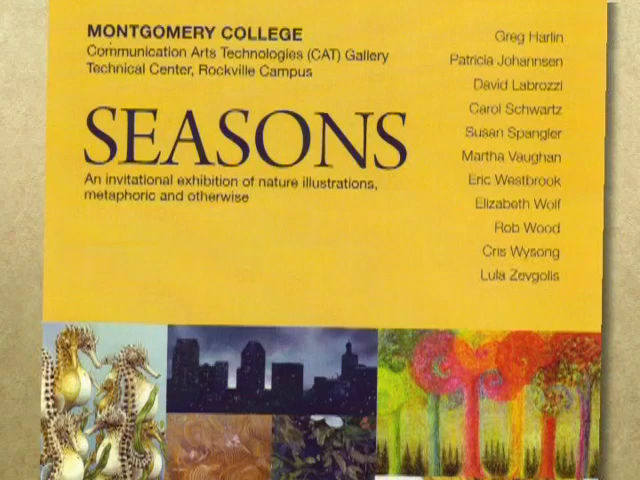 MONTGOMERY COLLEGE
Communication Arts Technologies (CAT) Gallery
Technical Center, Rockville Campus
SEASONS
An invitational exhibition of nature illustrations,
metaphoric and otherwise
Greg Harlin
Patricia Johannsen
David Labrozzi
Carol Schwartz
Susan Spangler
Martha Vaughan
Eric Westbrook
Elizabeth Wolf
Rob Wood
Cris Wysong
Lula Zevgolis